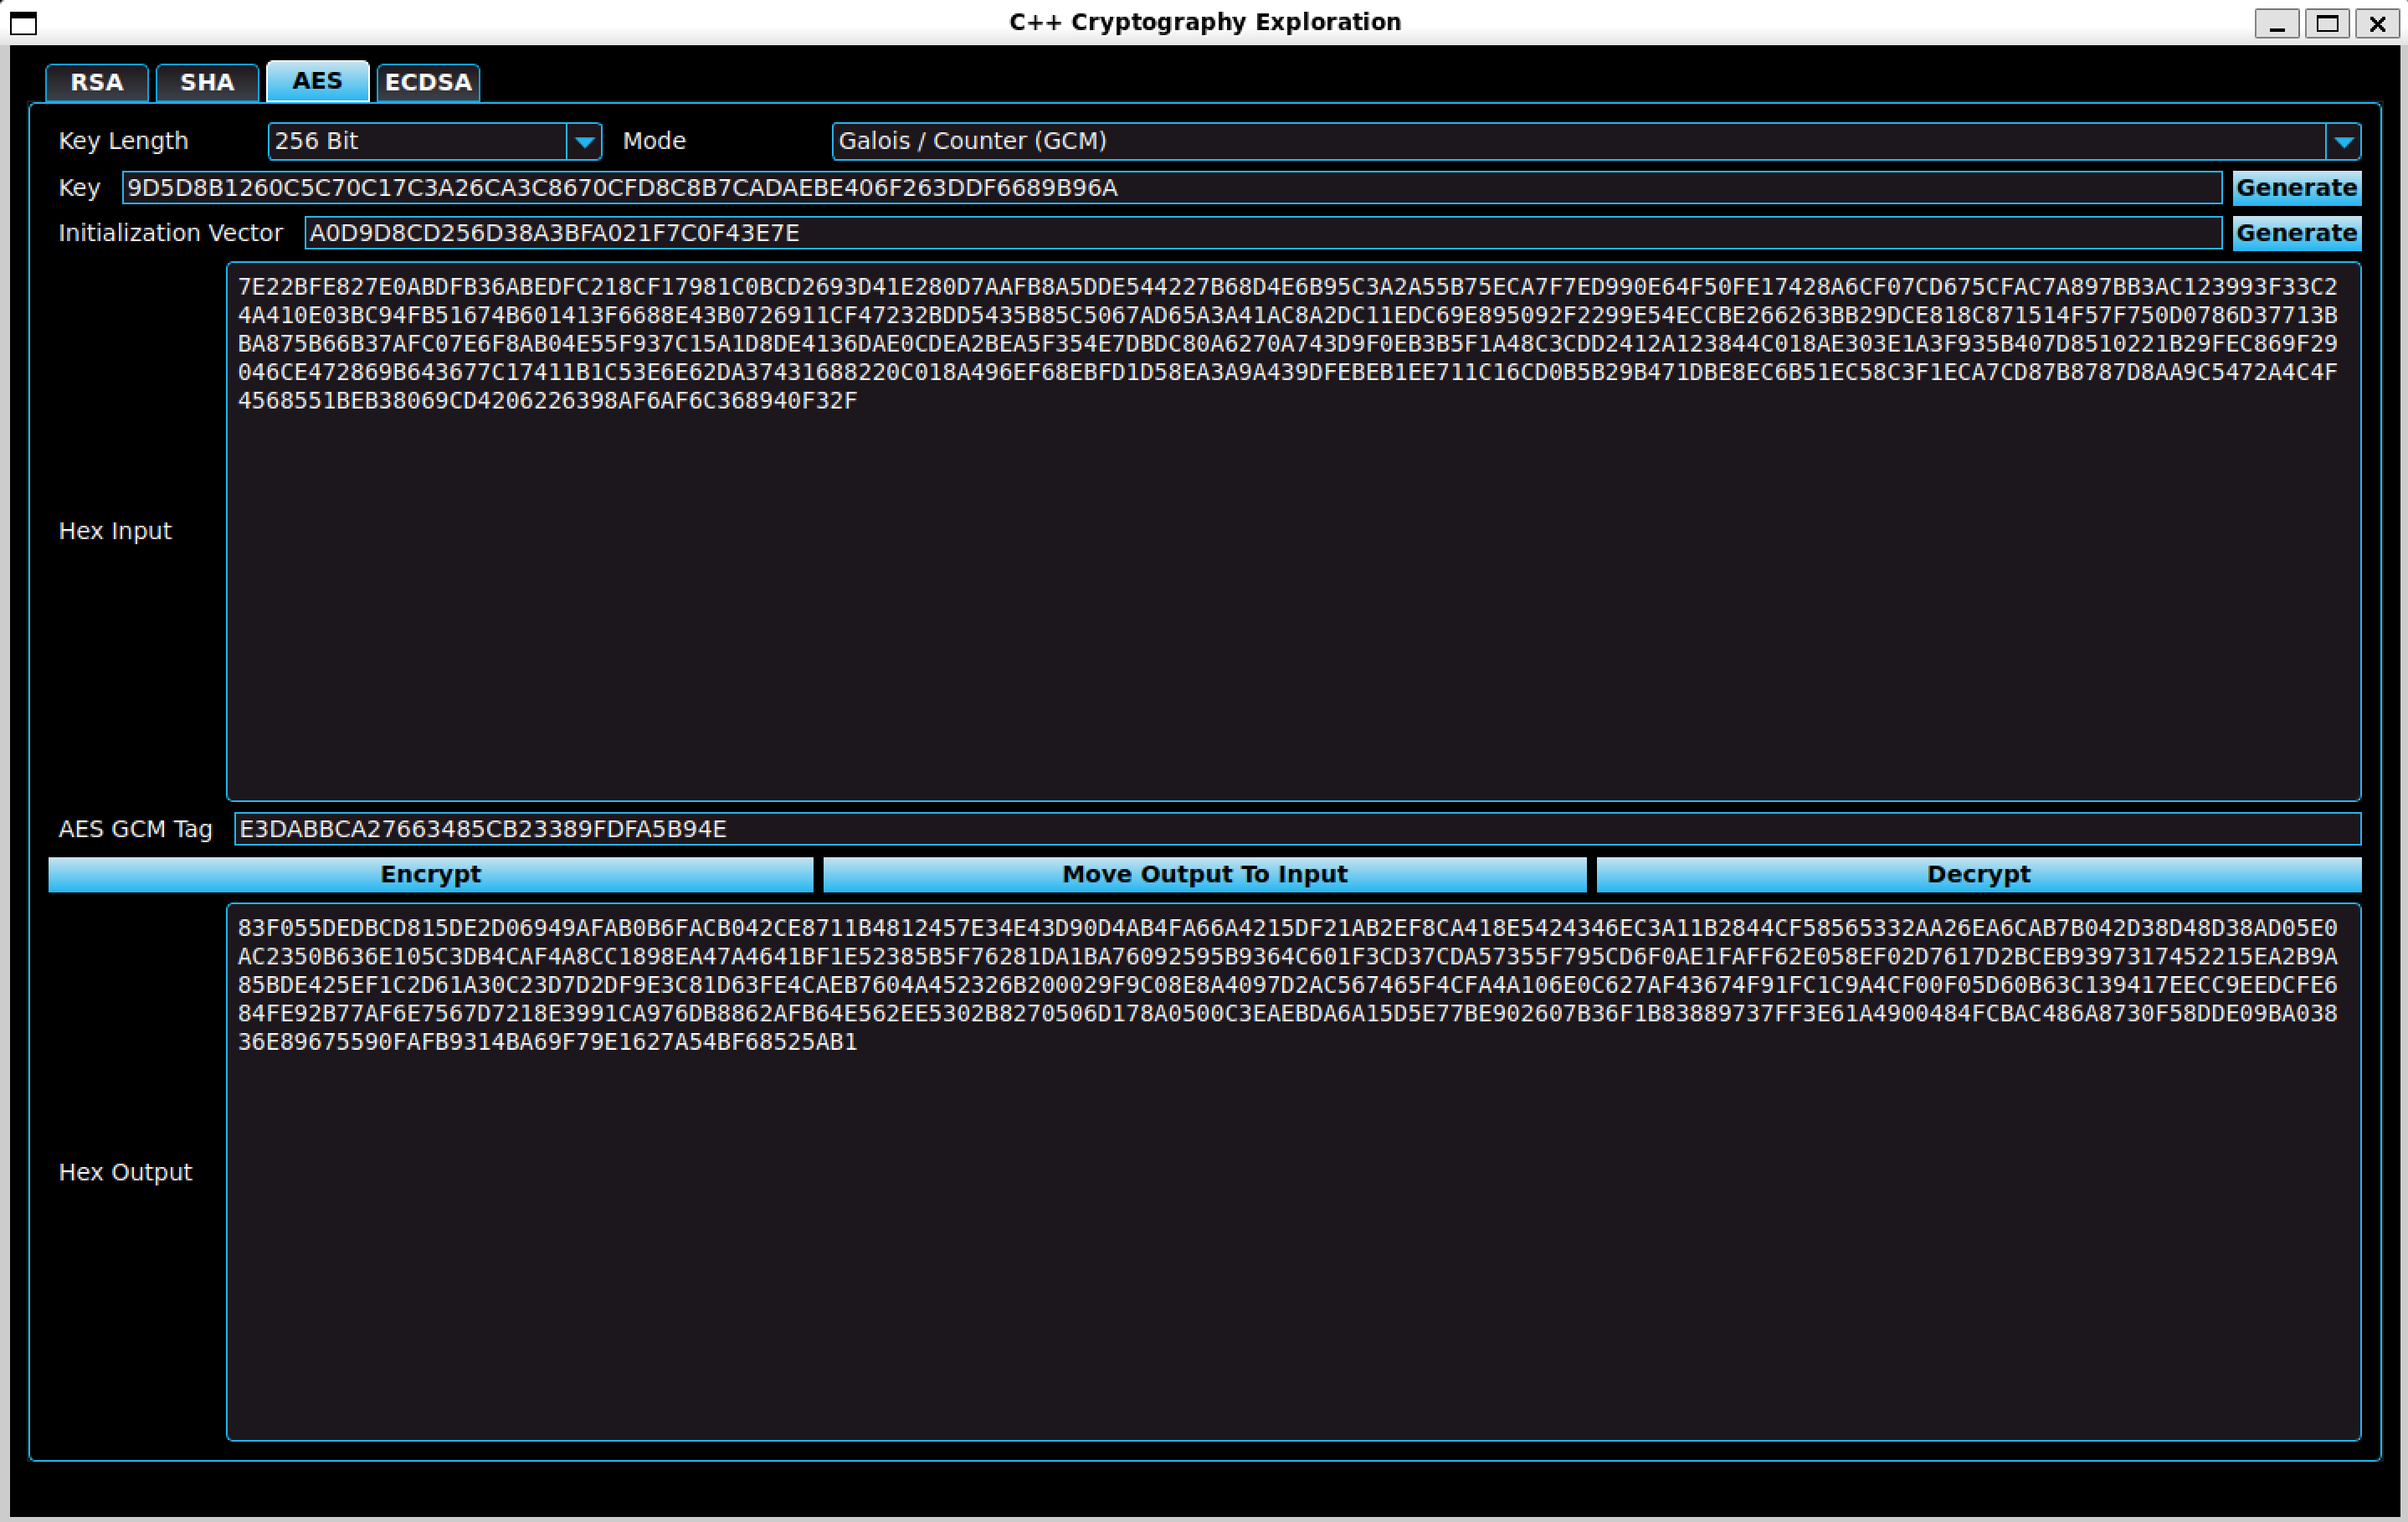 C++ Cryptography Exploration
RSA SHA AES ECDSA
Key Length 256 Bit Mode Galois / Counter (GCM)
Key 9D5D8B1260C5C70C17C3A26CA3C8670CFD8C8B7CADAEBE406F263DDF6689B96A Generate
Initialization Vector A0D9D8CD256D38A3BFA021F7C0F43E7E Generate
7E22BFE827E0ABDFB36ABEDFC218CF17981C0BCD2693D41E280D7AAFB8A5DDE544227B68D4E6B95C3A2A55B75ECA7F7ED990E64F50FE17428A6CF07CD675CFAC7A897BB3AC123993F33C2
4A410E03BC94FB51674B601413F6688E43B0726911CF47232BDD5435B85C5067AD65A3A41AC8A2DC11EDC69E895092F2299E54ECCBE266263BB29DCE818C871514F57F750D0786D37713B
BA875B66B37AFC07E6F8AB04E55F937C15A1D8DE4136DAE0CDEA2BEA5F354E7DBDC80A6270A743D9F0EB3B5F1A48C3CDD2412A123844C018AE303E1A3F935B407D8510221B29FEC869F29
046CE472869B643677C17411B1C53E6E62DA37431688220C018A496EF68EBFD1D58EA3A9A439DFEBEB1EE711C16CD0B5B29B471DBE8EC6B51EC58C3F1ECA7CD87B8787D8AA9C5472A4C4F
4568551BEB38069CD4206226398AF6AF6C368940F32F
Hex Input
AES GCM Tag E3DABBCA27663485CB23389FDFA5B94E
Encrypt Move Output To Input Decrypt
83F055DEDBCD815DE2D06949AFAB0B6FACB042CE8711B4812457E34E43D90D4AB4FA66A4215DF21AB2EF8CA418E5424346EC3A11B2844CF58565332AA26EA6CAB7B042D38D48D38AD05E0
AC2350B636E105C3DB4CAF4A8CC1898EA47A4641BF1E52385B5F76281DA1BA76092595B9364C601F3CD37CDA57355F795CD6F0AE1FAFF62E058EF02D7617D2BCEB9397317452215EA2B9A
85BDE425EF1C2D61A30C23D7D2DF9E3C81D63FE4CAEB7604A452326B200029F9C08E8A4097D2AC567465F4CFA4A106E0C627AF43674F91FC1C9A4CF00F05D60B63C139417EECC9EEDCFE6
84FE92B77AF6E7567D7218E3991CA976DB8862AFB64E562EE5302B8270506D178A0500C3EAEBDA6A15D5E77BE902607B36F1B83889737FF3E61A4900484FCBAC486A8730F58DDE09BA038
36E89675590FAFB9314BA69F79E1627A54BF68525AB1
Hex Output